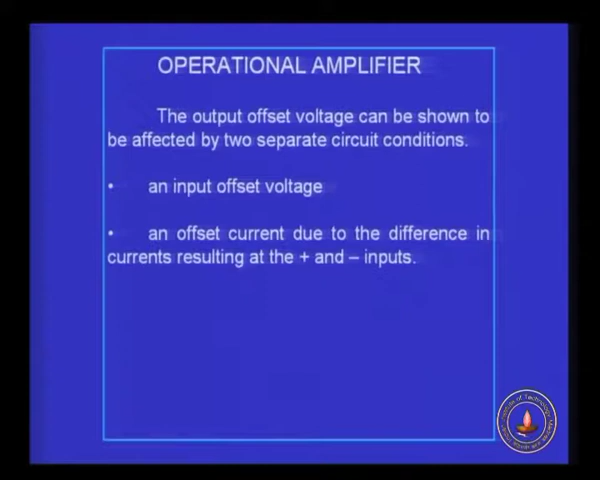 OPERATIONAL AMPLIFIER
The output offset voltage can be shown to
be affected by two separate circuit conditions.
• an input offset voltage
• an offset current due to the difference in
currents resulting at the + and – inputs.